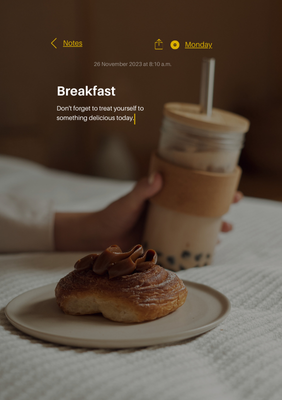 Notes
Monday
26 November 2023 at 8:10 a.m.
Breakfast
Don't forget to treat yourself to
something delicious today.